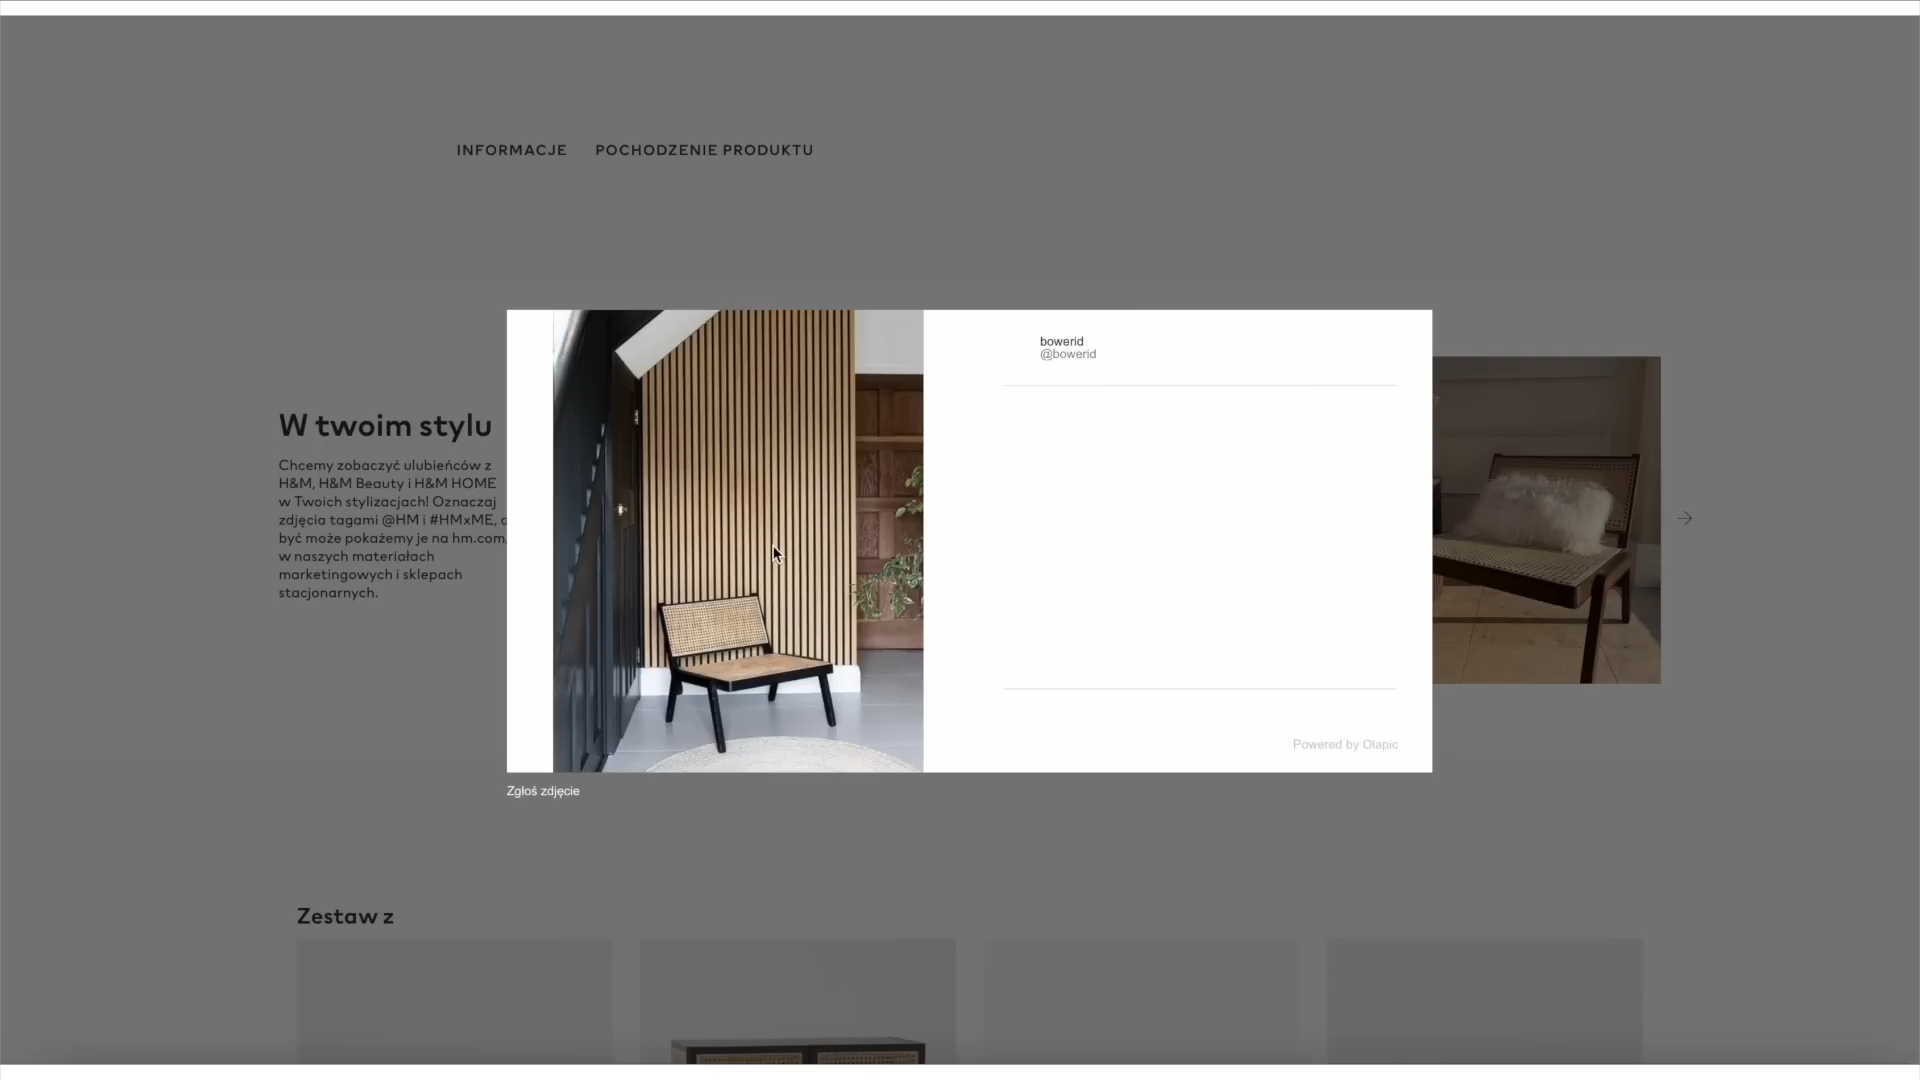 INFORMACJE POCHODZENIE PRODUKTU
W twoim stylu
Chcemy zobaczyć ulubieńców z
H&M, H&M Beauty i H&M HOME
w Twoich stylizacjach! Oznaczaj
zdjęcia tagami @HM i #HMxME, a
być może pokażemy je na hm.com,
w naszych materiałach
marketingowych i sklepach
stacjonarnych.
bowerid
@bowerid
Powered by Olapic
Zgłoś zdjęcie
Zestaw z